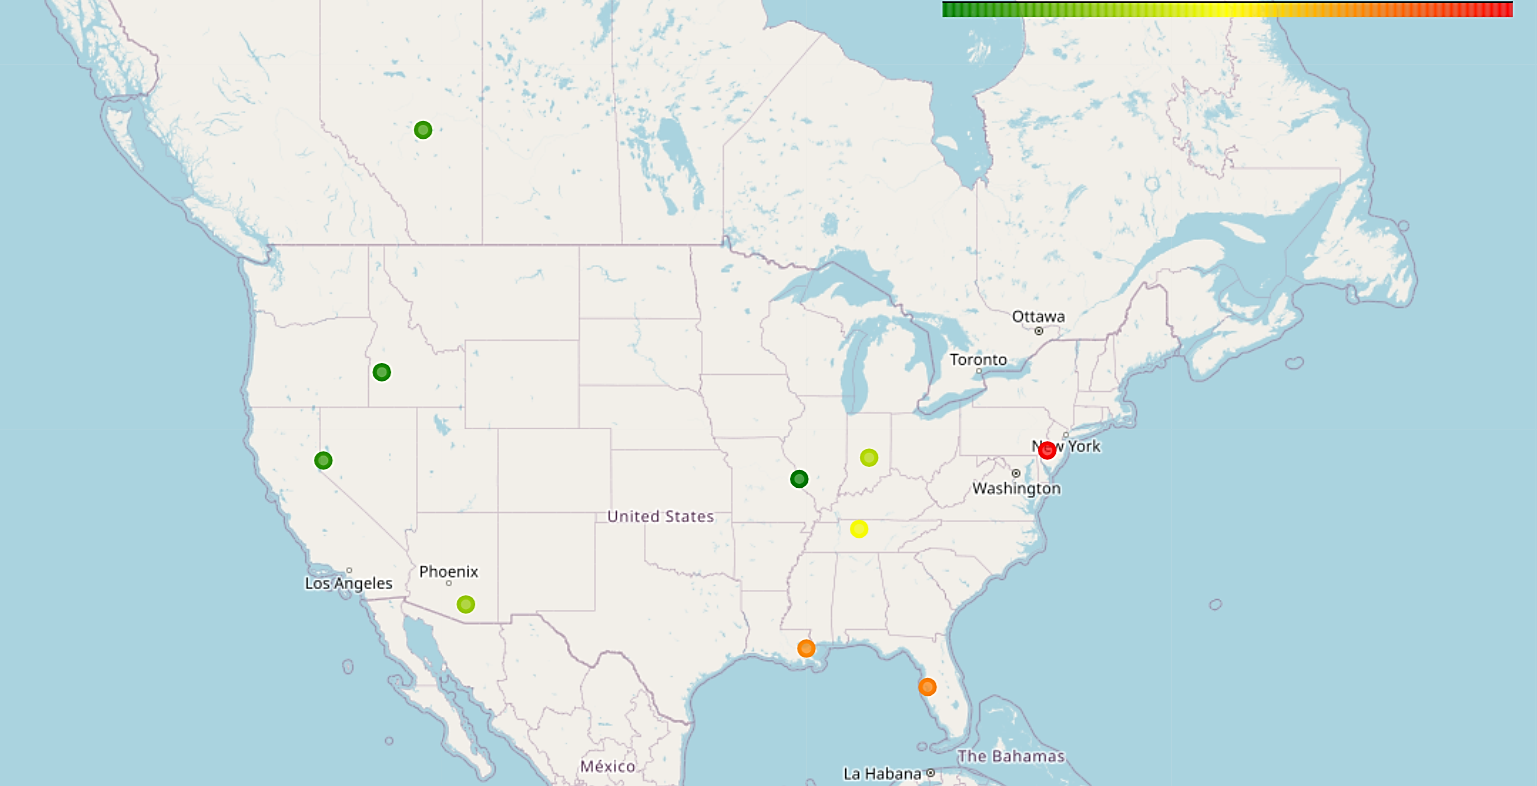 Ottawa
Toronto
New York
Washington
United States
Phoenix
Los Angeles
The Bahamas
México
La Habana